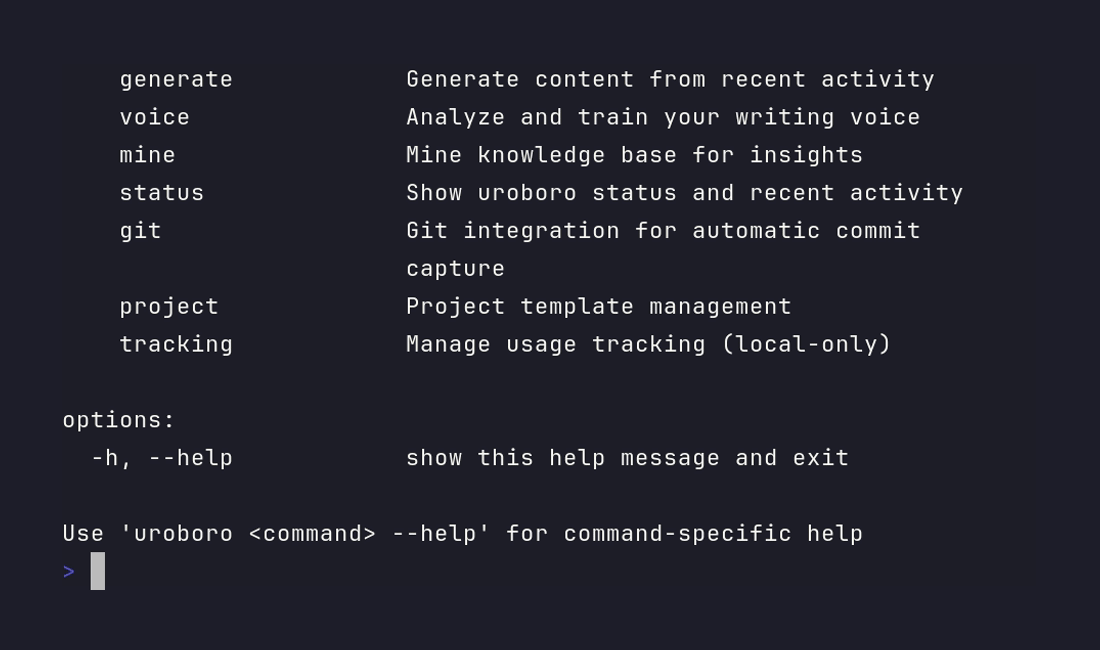 generate Generate content from recent activity
voice Analyze and train your writing voice
mine Mine knowledge base for insights
status Show uroboro status and recent activity
git Git integration for automatic commit
capture
project Project template management
tracking Manage usage tracking (local-only)
options:
-h, --help show this help message and exit
Use 'uroboro <command> --help' for command-specific help
>